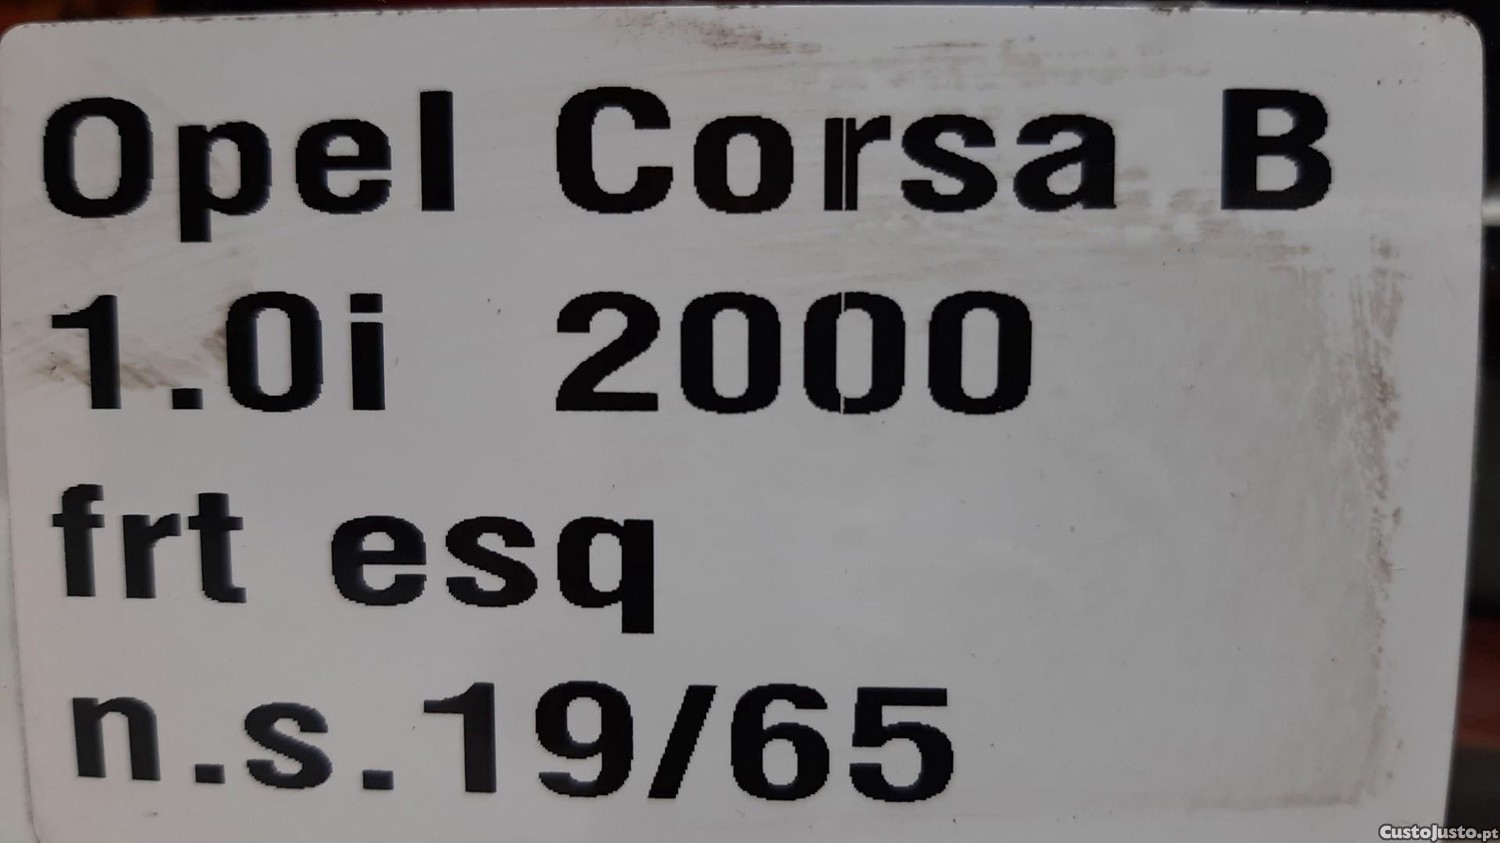 Opel Corsa B
1.0i 2000
frt esq
n.s.19/65
CustoJusto.pt